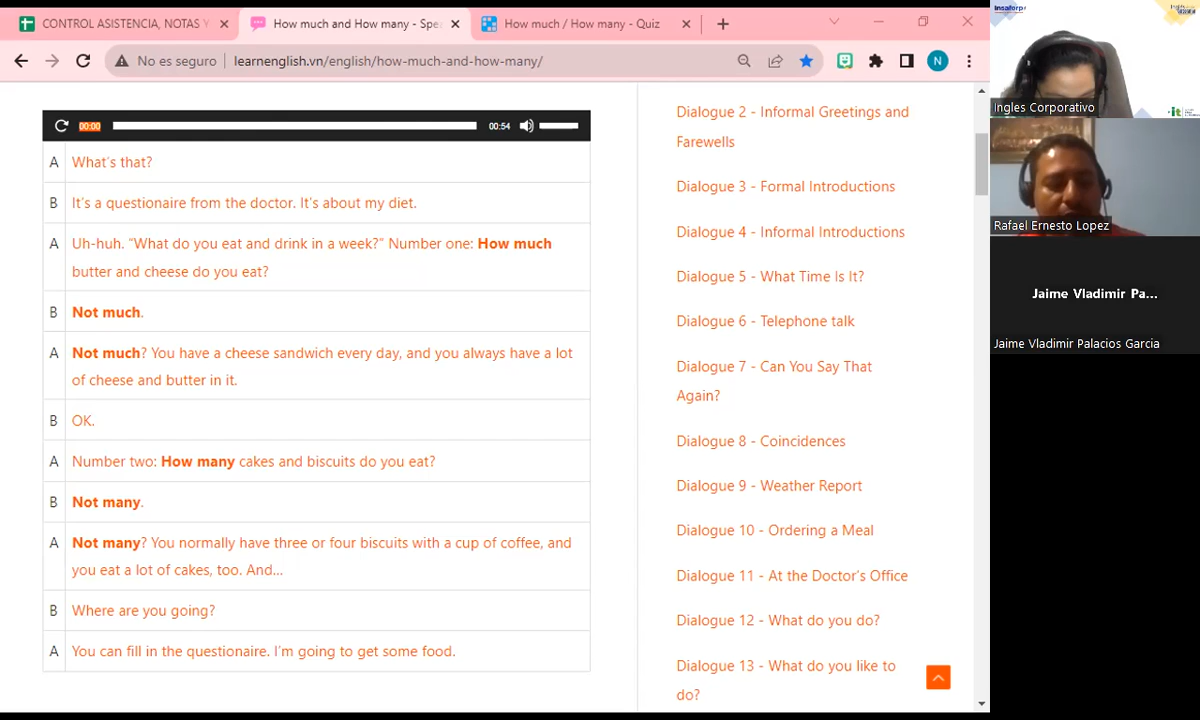 CONTROL ASISTENCIA, NOTAS Y
How much and How many - Spe
How much / How many - Quiz
No es seguro
learnenglish.vn/english/how-much-and-how-many/
N
00:00
00:54
A What's that?
B It's a questionaire from the doctor. It's about my diet.
A Uh-huh. "What do you eat and drink in a week?" Number one: How much
butter and cheese do you eat?
B Not much.
A Not much? You have a cheese sandwich every day, and you always have a lot
of cheese and butter in it.
B OK.
A Number two: How many cakes and biscuits do you eat?
B Not many.
A Not many? You normally have three or four biscuits with a cup of coffee, and
you eat a lot of cakes, too. And...
B Where are you going?
A You can fill in the questionaire. I'm going to get some food.
Dialogue 2 - Informal Greetings and
Farewells
Dialogue 3 - Formal Introductions
Dialogue 4 - Informal Introductions
Dialogue 5 - What Time Is It?
Dialogue 6 - Telephone talk
Dialogue 7 - Can You Say That
Again?
Dialogue 8 - Coincidences
Dialogue 9 - Weather Report
Dialogue 10 - Ordering a Meal
Dialogue 11 - At the Doctor's Office
Dialogue 12 - What do you do?
Dialogue 13 - What do you like to
do?
Insaforp
Ingles Corporativo
Rafael Ernesto Lopez
Jaime Vladimir Pa...
Jaime Vladimir Palacios Garcia